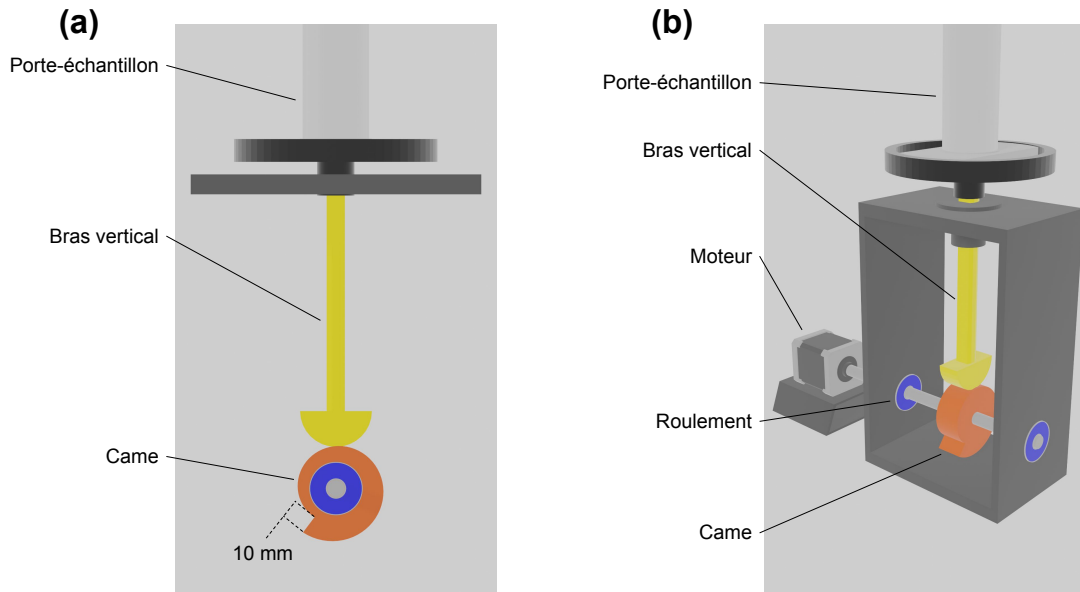 (a)
Porte-échantillon
Bras vertical
Came
10 mm
(b)
Porte-échantillon
Bras vertical
Moteur
Roulement
Came